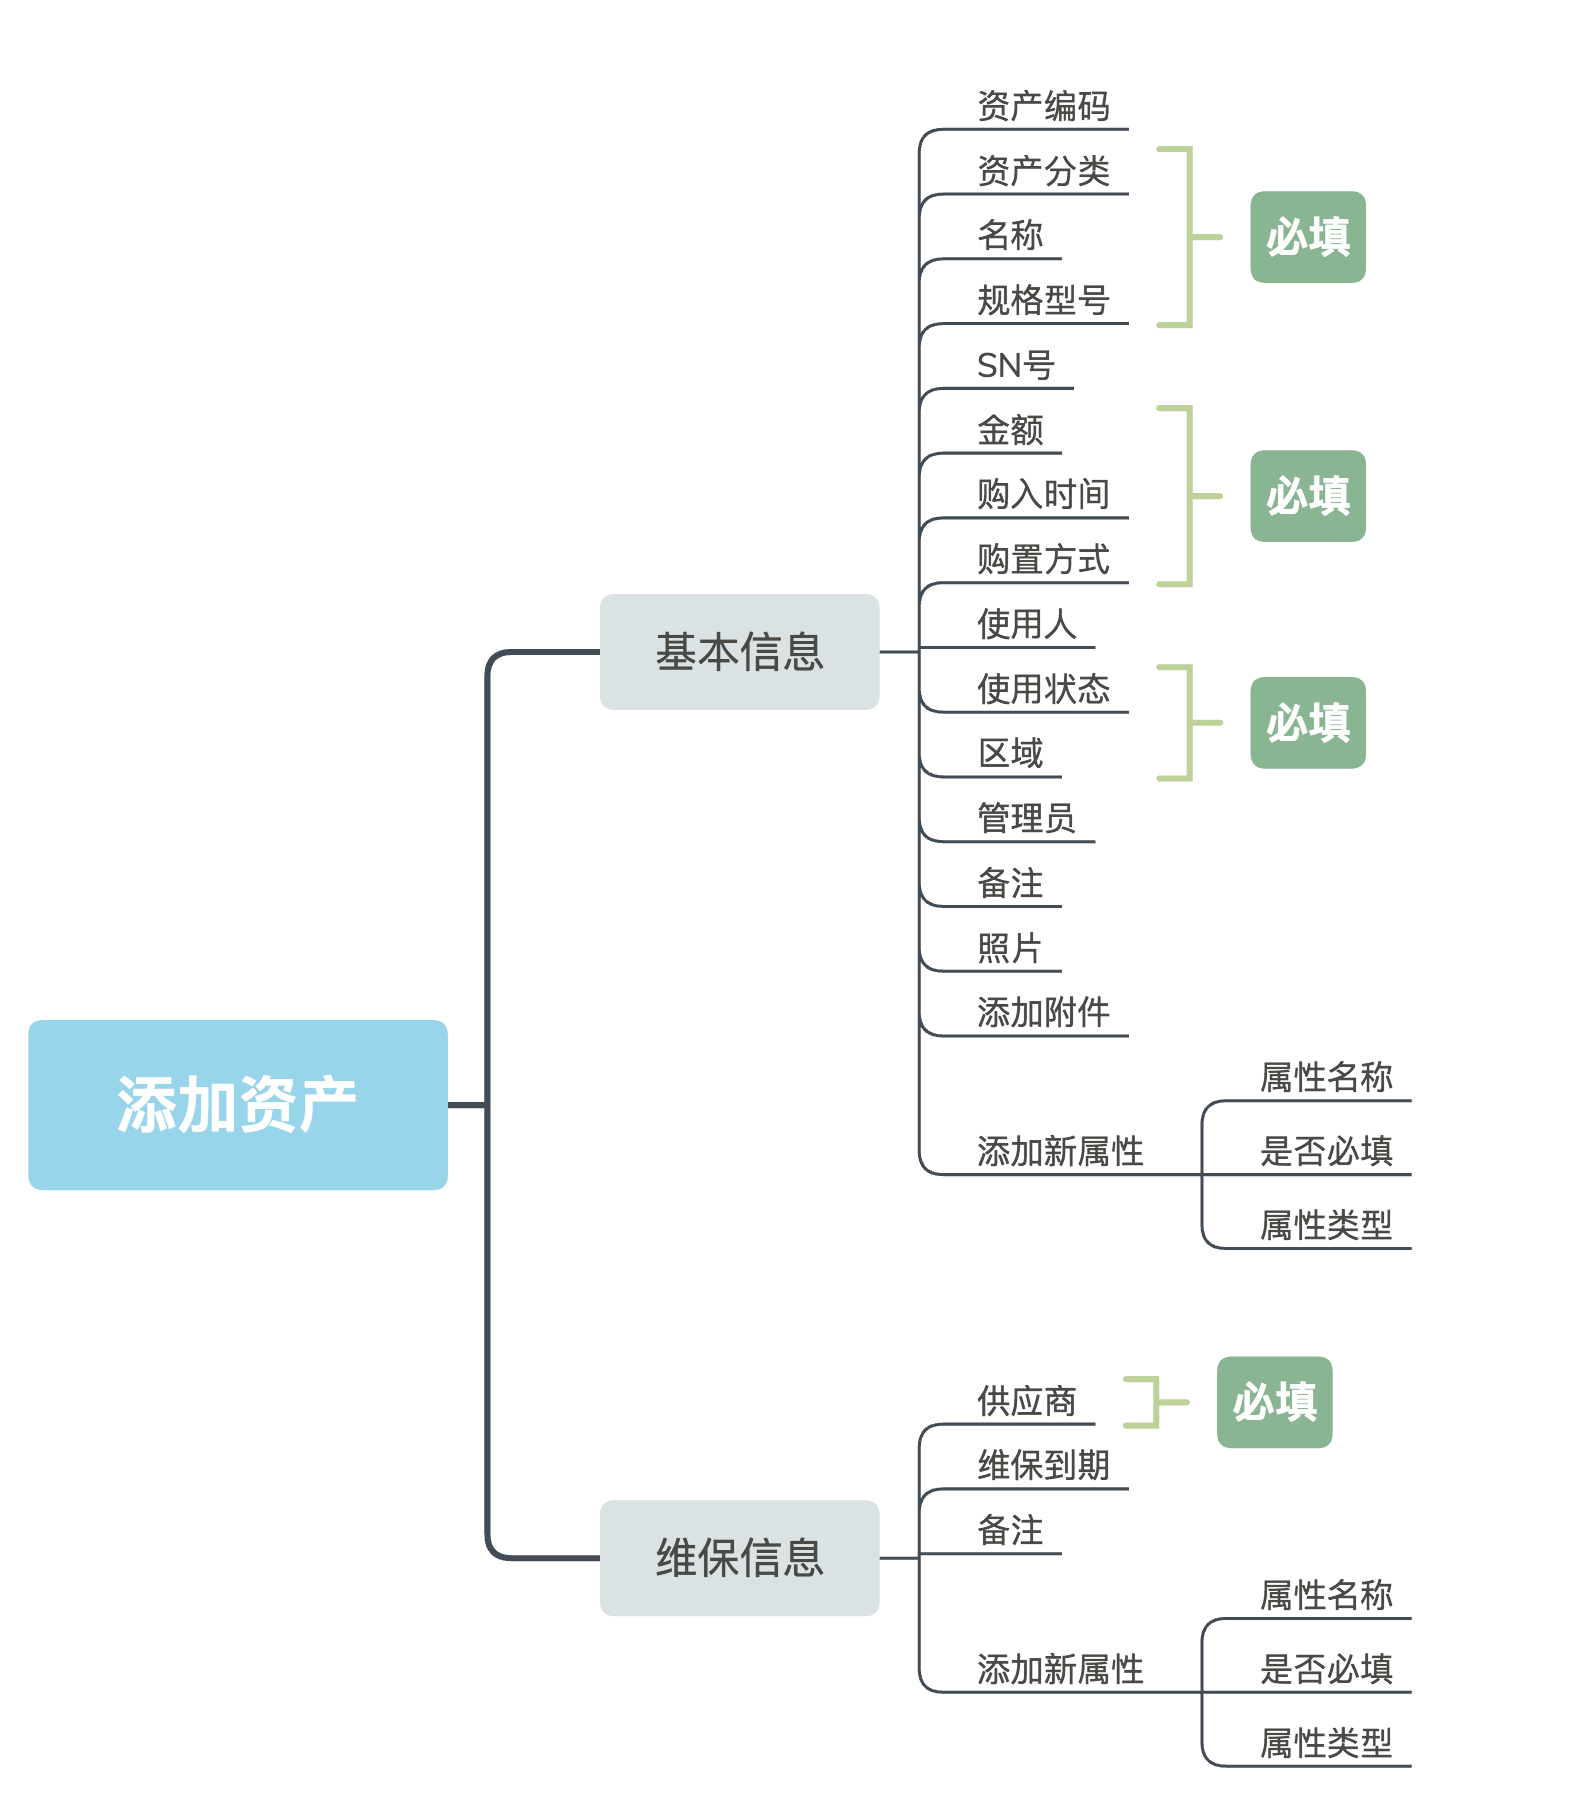 添加资产
基本信息
资产编码
资产分类
名称
规格型号
必填
SN号
金额
购入时间
购置方式
必填
使用人
使用状态
区域
必填
管理员
备注
照片
添加附件
添加新属性
属性名称
是否必填
属性类型
维保信息
供应商
必填
维保到期
备注
添加新属性
属性名称
是否必填
属性类型